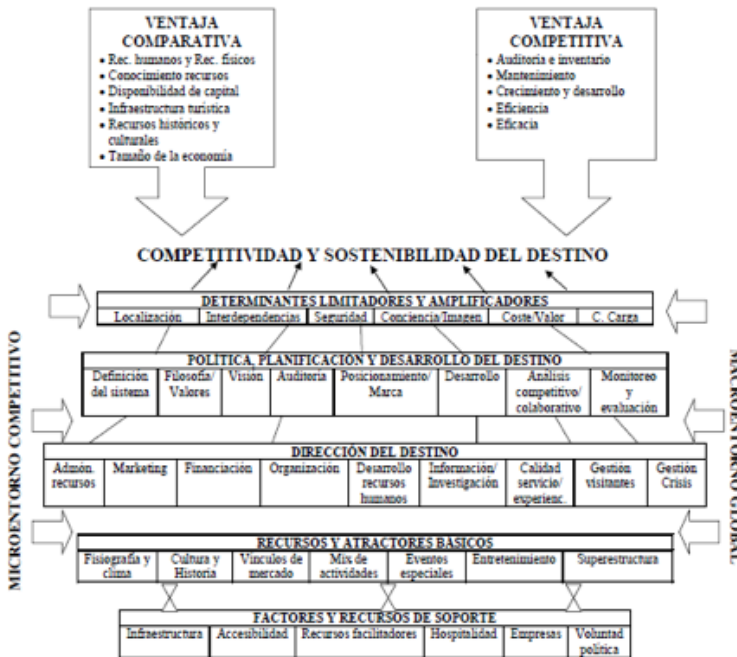 VENTAJA
COMPARATIVA
• Rec. humanos y Rec. físicos
• Conocimiento recursos
• Disponibilidad de capital
• Infraestructura turística
• Recursos históricos y
culturales
• Tamaño de la economía
VENTAJA
COMPETITIVA
• Auditoria e inventario
• Mantenimiento
• Crecimiento y desarrollo
• Eficiencia
• Eficacia
COMPETITIVIDAD Y SOSTENIBILIDAD DEL DESTINO
MICROENTORNO COMPETITIVO
MACROENTORNO GLOBAL
DETERMINANTES LIMITADORES Y AMPLIFICADORES
Localización Interdependencias Seguridad Conciencia/Imagen Coste/Valor C. Carga
POLÍTICA, PLANIFICACIÓN Y DESARROLLO DEL DESTINO
Definición Filosofía/ Visión Auditoría Posicionamiento/ Desarrollo Análisis Monitoreo
del sistema Valores Marca competitivo/ y
colaborativo evaluación
DIRECCIÓN DEL DESTINO
Admón. Marketing Financiación Organización Desarrollo Información/ Calidad Gestión Gestión
recursos recursos Investigación servicio/ visitantes Crisis
humanos experienc.
RECURSOS Y ATRACTORES BÁSICOS
Fisiografía y Cultura y Vínculos de Mix de Eventos Entretenimiento Superestructura
clima Historia mercado actividades especiales
FACTORES Y RECURSOS DE SOPORTE
Infraestructura Accesibilidad Recursos facilitadores Hospitalidad Empresas Voluntad
política